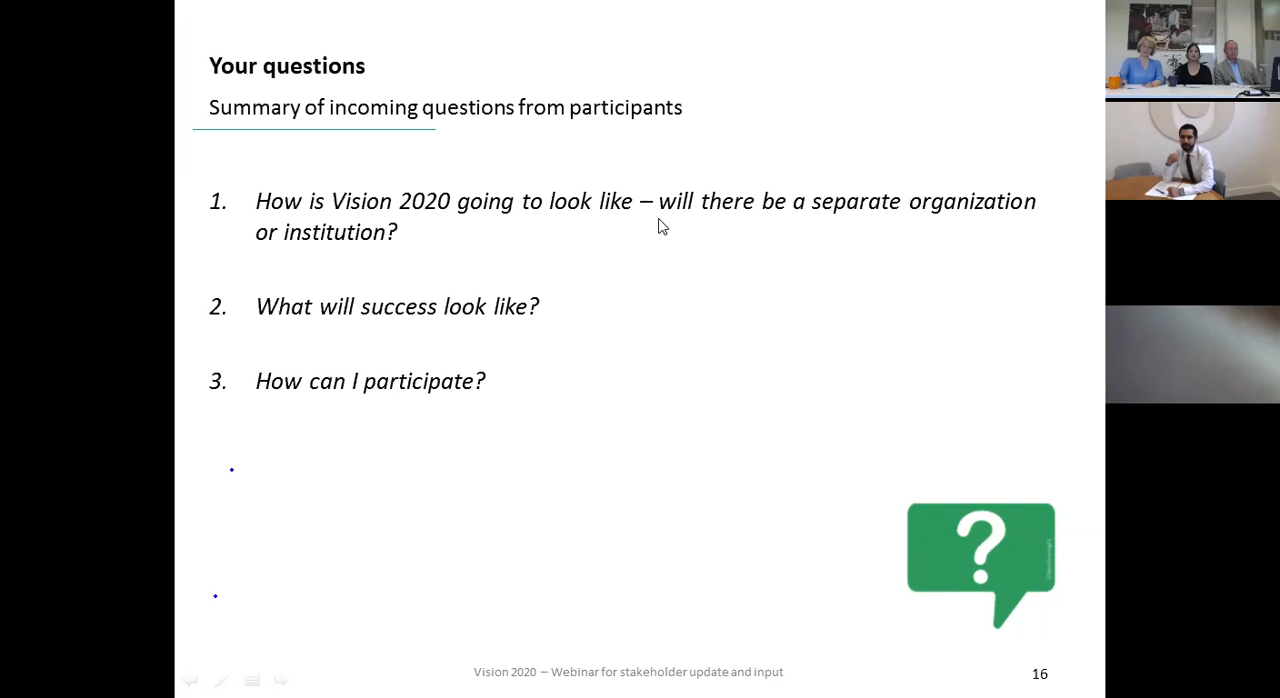 Your questions
Summary of incoming questions from participants
1. How is Vision 2020 going to look like – will there be a separate organization
or institution?
2. What will success look like?
3. How can I participate?
?
Vision 2020 – Webinar for stakeholder update and input
16